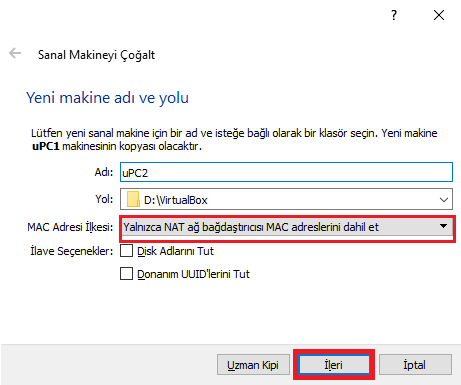 ?
Sanal Makineyi Çoğalt
Yeni makine adı ve yolu
Lütfen yeni sanal makine için bir ad ve isteğe bağlı olarak bir klasör seçin. Yeni makine
uPC1 makinesinin kopyası olacaktır.
Adı: uPC2
Yol: D:\VirtualBox
MAC Adresi İlkesi: Yalnızca NAT ağ bağdaştırıcısı MAC adreslerini dahil et
İlave Seçenekler: Disk Adlarını Tut
Donanım UUID'lerini Tut
Uzman Kipi İleri İptal